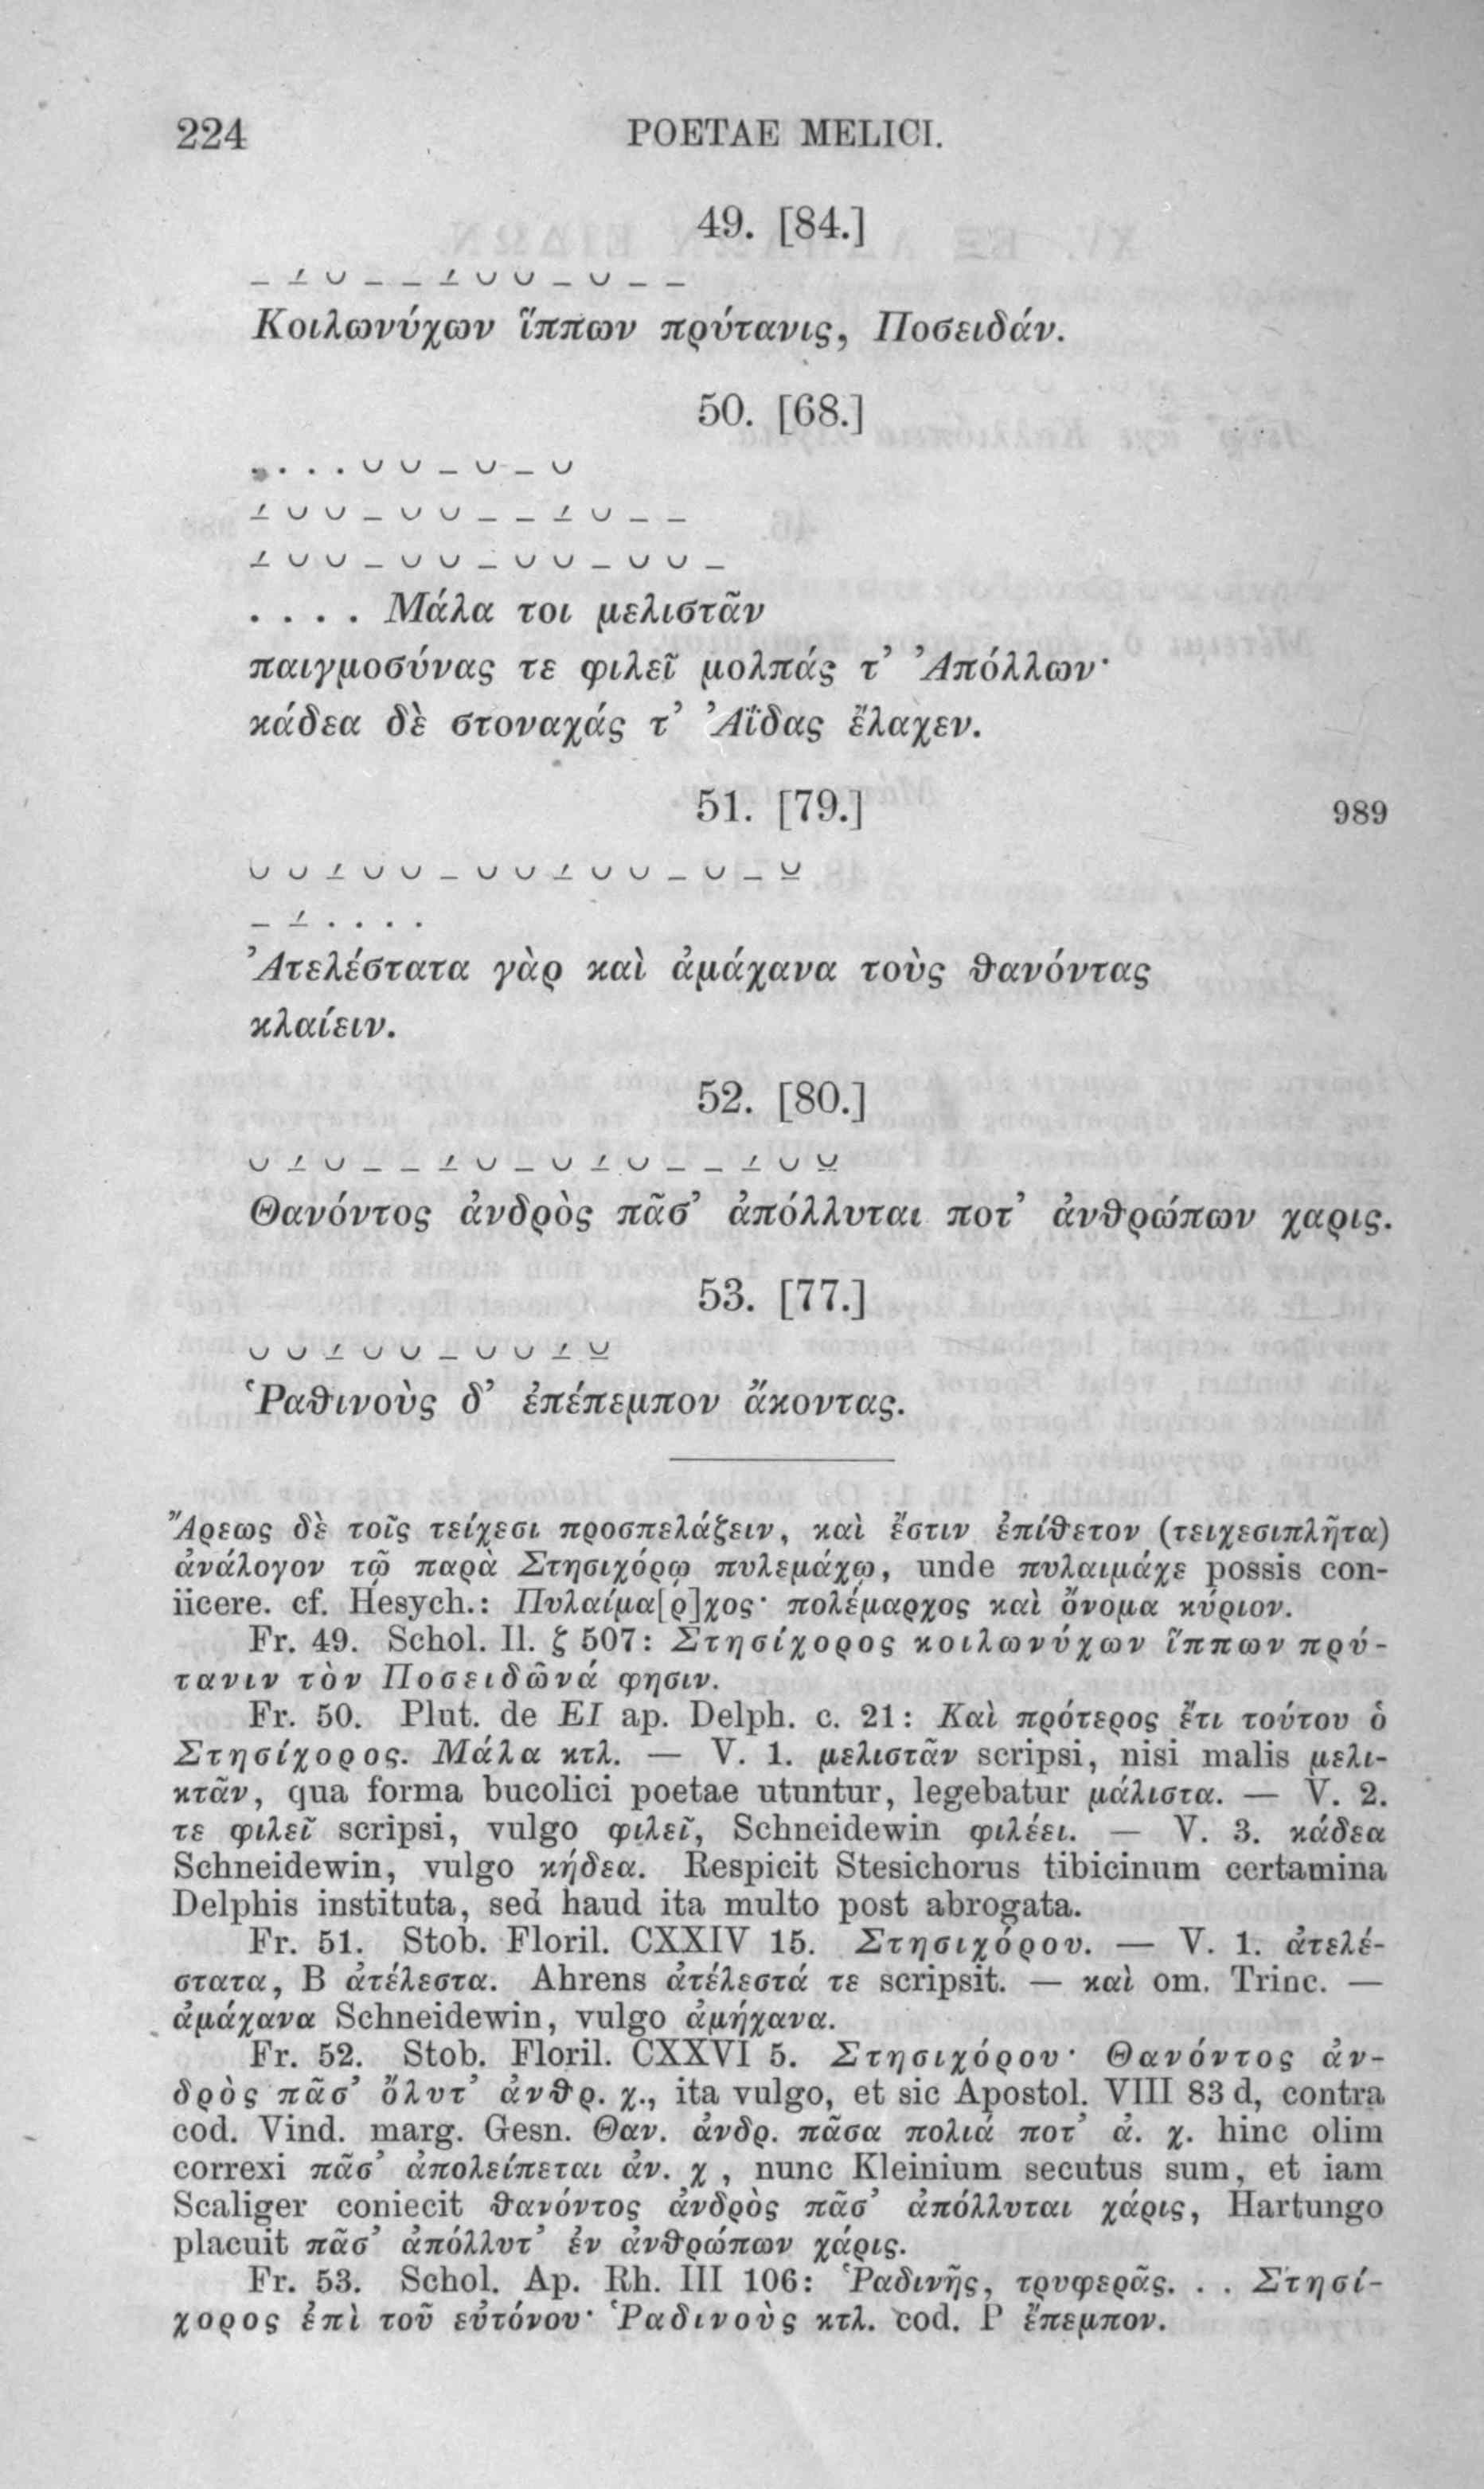 224 POETAE MELICI.
49. [84.]
_ _́ ∪ _ _ _́ ∪ ∪ _ ∪ _ _
Κοιλωνύχων ἵππων πρύτανις, Ποσειδάν.
50. [68.]
. . . . ∪ ∪ _ ∪ _ ∪
_́ ∪ ∪ _ ∪ ∪ _ _ _́ ∪ _ _
_́ ∪ ∪ _ ∪ ∪ _ ∪ ∪ _ ∪ ∪ _
. . . . Μάλα τοι μελιστᾶν
παιγμοσύνας τε φιλεῖ μολπάς τ’ Ἀπόλλων·
κάδεα δὲ στοναχάς τ’ Ἀΐδας ἔλαχεν.
51. [79.] 989
∪ ∪ _́ ∪ ∪ _ ∪ ∪ _́ ∪ ∪ _ ∪ _ ∪̲
_ _́ . . . .
Ἀτελέστατα γὰρ καὶ ἀμάχανα τοὺς θανόντας
κλαίειν.
52. [80.]
∪ _́ ∪ _ _ _́ ∪ _ ∪ _́ ∪ _ _ _́ ∪ ∪̲
Θανόντος ἀνδρὸς πᾶσ’ ἀπόλλυται ποτ’ ἀνθρώπων χαρις.
53. [77.]
∪ ∪ _́ ∪ ∪ _ ∪ ∪ _́ ∪̲
Ῥαθινοὺς δ’ ἐπέπεμπον ἄκοντας.
Ἄρεως δὲ τοῖς τείχεσι προσπελάζειν, καὶ ἔστιν ἐπίθετον (τειχεσιπλῆτα)
ἀνάλογον τῷ παρὰ Στησιχόρῳ πυλεμάχῳ, unde πυλαιμάχε possis con-
iicere. cf. Hesych.: Πυλαίμα[ρ]χος· πολέμαρχος καὶ ὄνομα κύριον.
Fr. 49. Schol. Il. ζ 507: Στησίχορος κοιλωνύχων ἵππων πρύ-
τανιν τὸν Ποσειδῶνά φησιν.
Fr. 50. Plut. de EI ap. Delph. c. 21: Καὶ πρότερος ἔτι τούτου ὁ
Στησίχορος. Μάλα κτλ. — V. 1. μελιστᾶν scripsi, nisi malis μελι-
κτᾶν, qua forma bucolici poetae utuntur, legebatur μάλιστα. — V. 2.
τε φιλεῖ scripsi, vulgo φιλεῖ, Schneidewin φιλέει. — V. 3. κάδεα
Schneidewin, vulgo κήδεα. Respicit Stesichorus tibicinum certamina
Delphis instituta, sed haud ita multo post abrogata.
Fr. 51. Stob. Floril. CXXIV 15. Στησιχόρου. — V. 1. ἀτελέ-
στατα, B ἀτέλεστα. Ahrens ἀτέλεστά τε scripsit. — καὶ om. Trinc. —
ἀμάχανα Schneidewin, vulgo ἀμήχανα.
Fr. 52. Stob. Floril. CXXVI 5. Στησιχόρου· Θανόντος ἀν-
δρὸς πᾶσ’ ὄλυτ’ ἀνθρ. χ., ita vulgo, et sic Apostol. VIII 83 d, contra
cod. Vind. marg. Gesn. Θαν. ἀνδρ. πᾶσα πολιά ποτ’ ἀ. χ. hinc olim
correxi πᾶσ’ ἀπολείπεται ἀν. χ , nunc Kleinium secutus sum, et iam
Scaliger coniecit θανόντος ἀνδρὸς πᾶσ’ ἀπόλλυται χάρις, Hartungo
placuit πᾶσ’ ἀπόλλυτ’ ἐν ἀνθρώπων χάρις.
Fr. 53. Schol. Ap. Rh. III 106: Ῥαδινῆς, τρυφερᾶς. . . Στησί-
χορος ἐπὶ τοῦ εὐτόνου· Ῥαδινοὺς κτλ. cod. P ἔπεμπον.